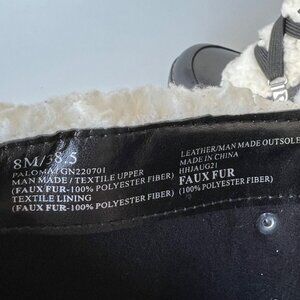 8M/38.5
PALOMA/GN220701
MAN MADE/TEXTILE UPPER
(FAUX FUR-100% POLYESTER FIBER)
TEXTILE LINING
(FAUX FUR-100% POLYESTER FIBER)
LEATHER/MAN MADE OUTSOLE
MADE IN CHINA
HHJAUG21
FAUX FUR
(100% POLYESTER FIBER)